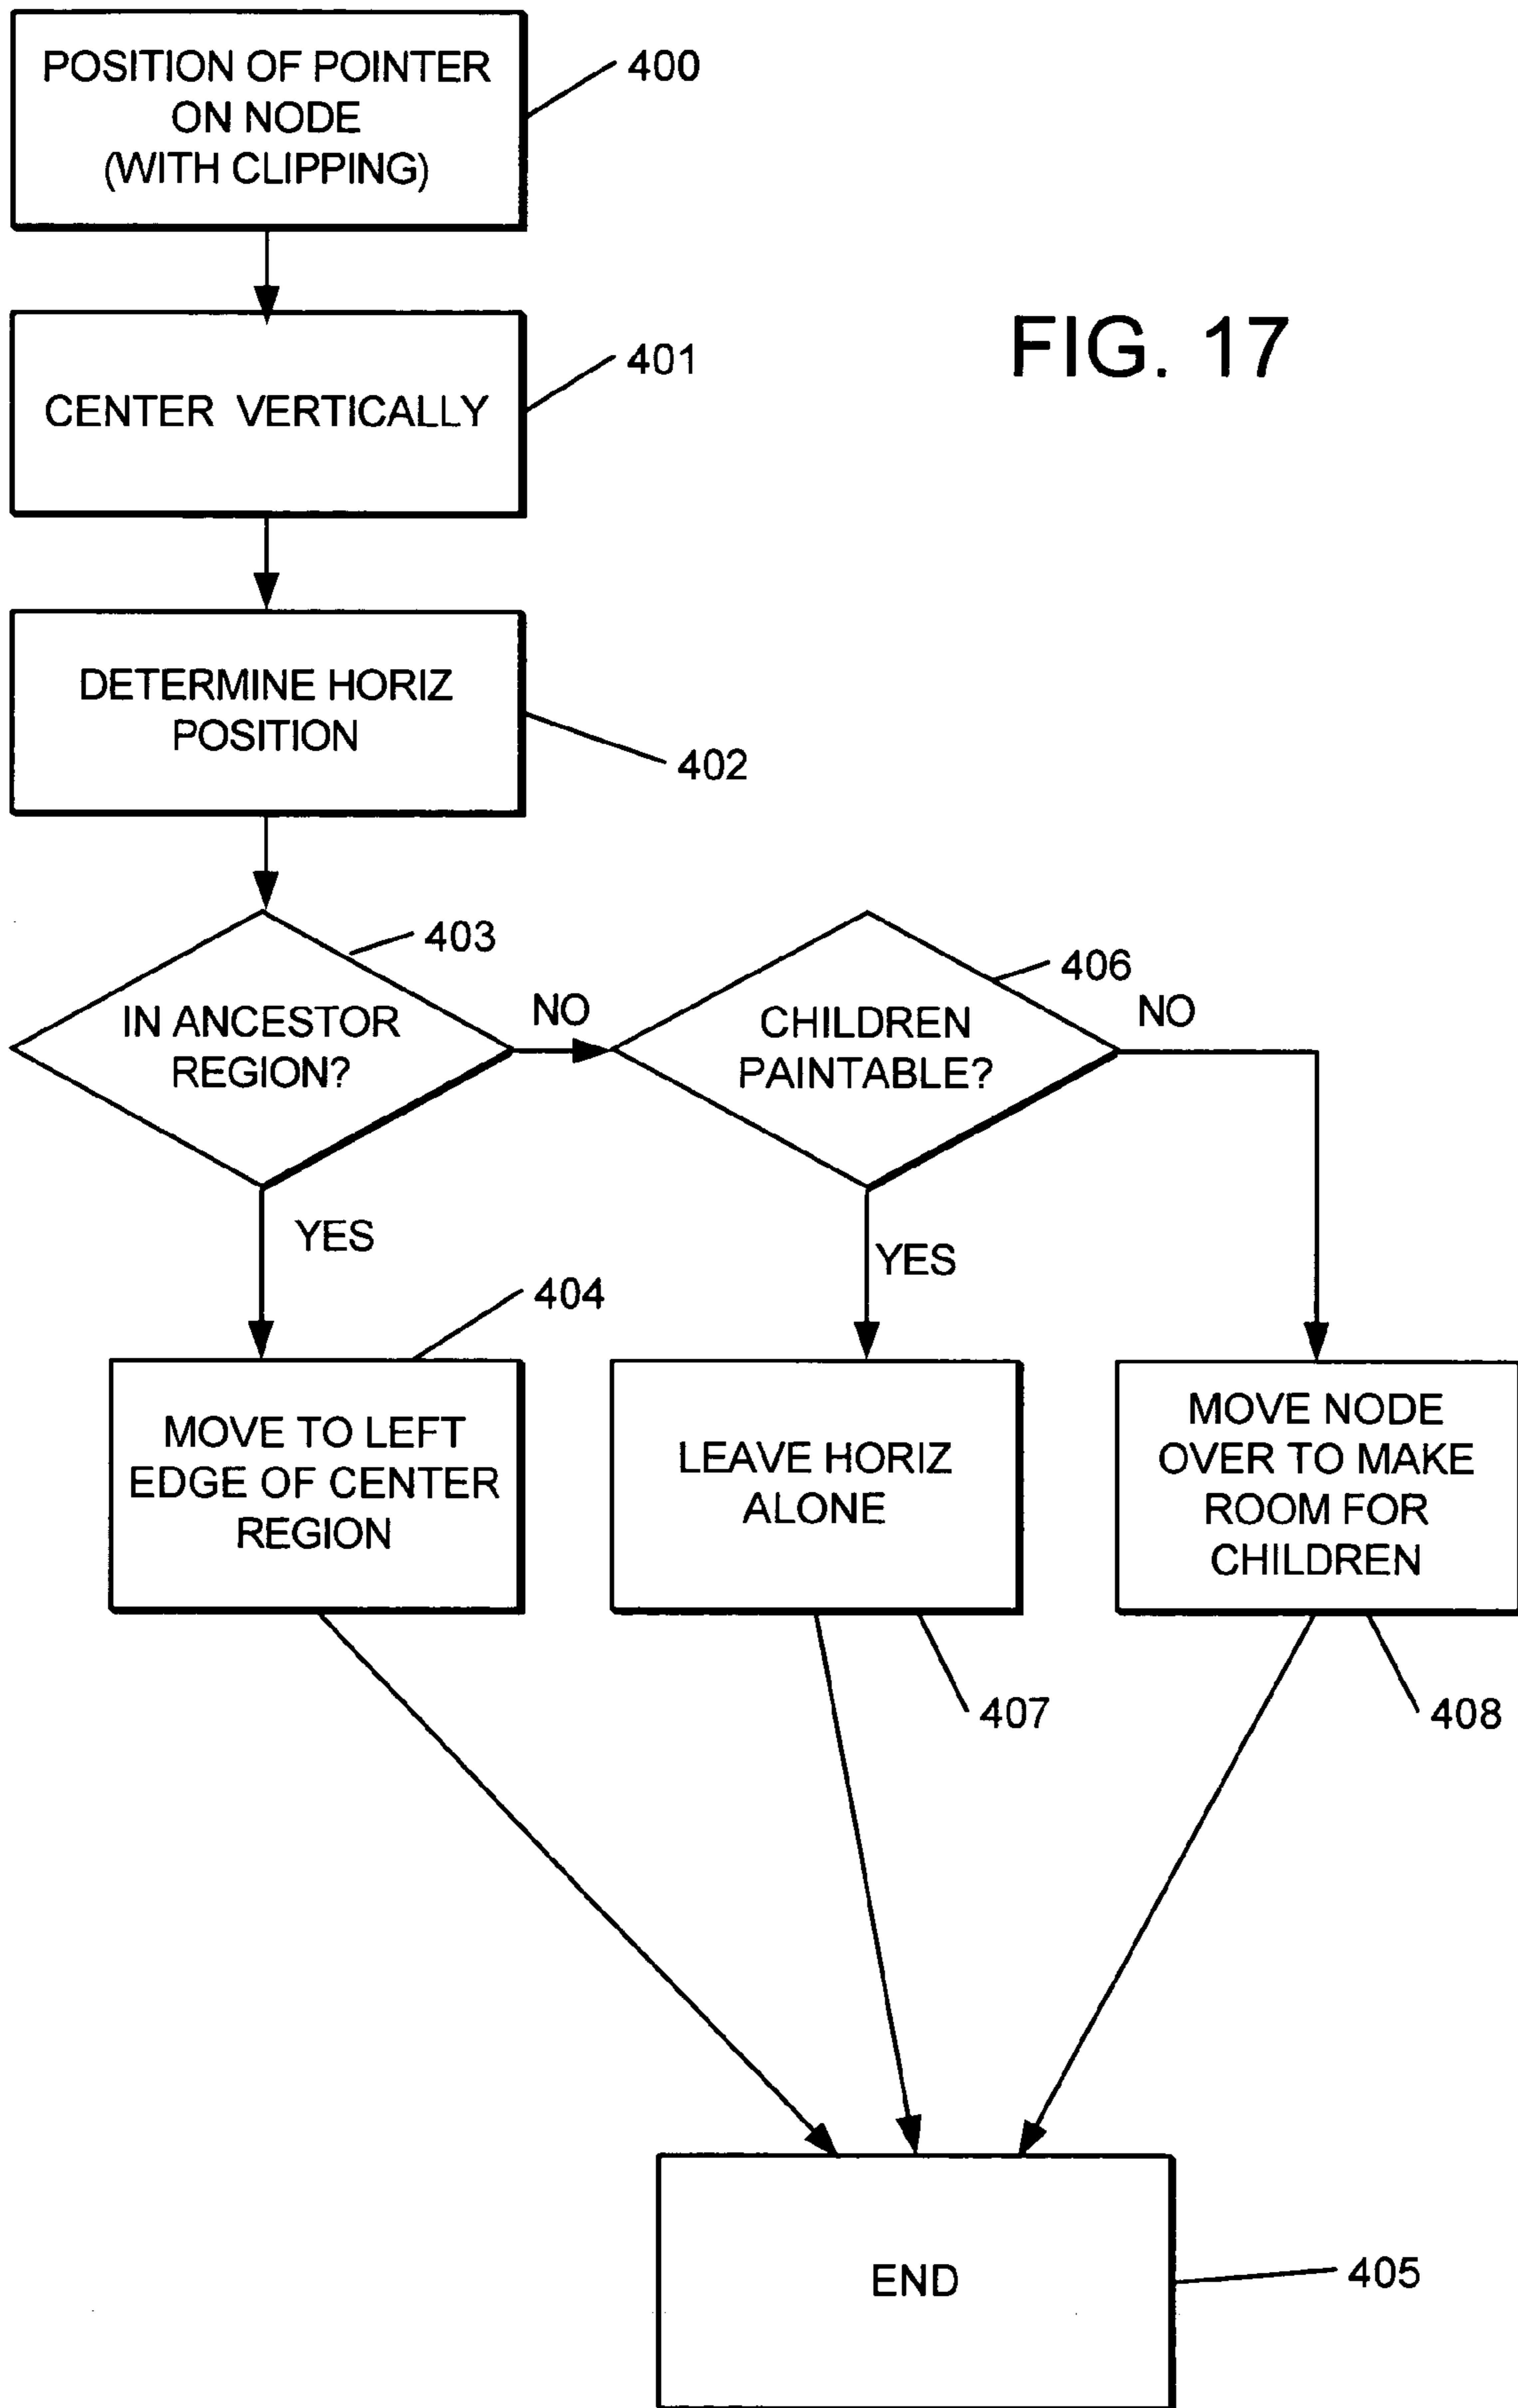 POSITION OF POINTER
ON NODE
(WITH CLIPPING)
400
FIG. 17
CENTER VERTICALLY
401
DETERMINE HORIZ
POSITION
402
IN ANCESTOR
REGION?
403
NO
CHILDREN
PAINTABLE?
406
NO
YES
YES
404
MOVE TO LEFT
EDGE OF CENTER
REGION
LEAVE HORIZ
ALONE
MOVE NODE
OVER TO MAKE
ROOM FOR
CHILDREN
407
408
END
405